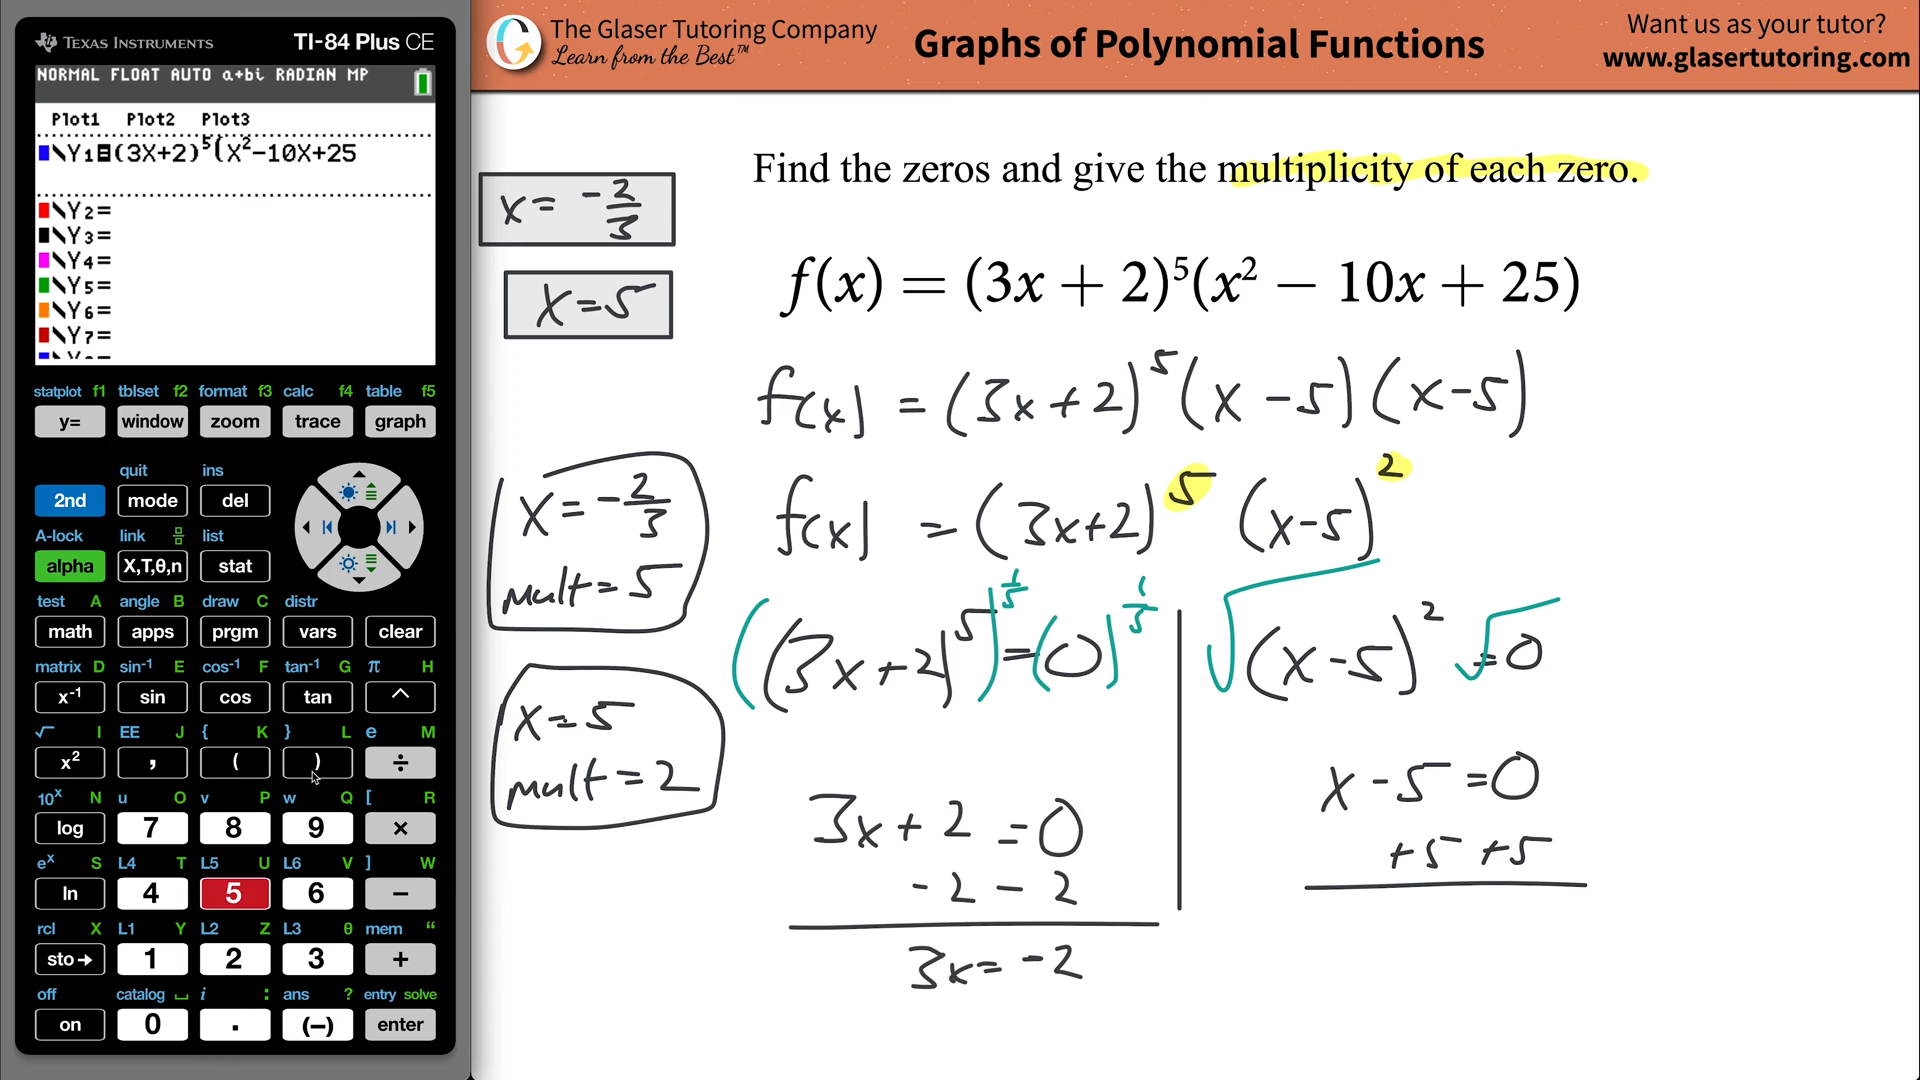 TEXAS INSTRUMENTS TI-84 Plus CE
NORMAL FLOAT AUTO a+bi RADIAN MP
Plot1 Plot2 Plot3
\Y1=(3X+2)^5(X²-10X+25
\Y2=
\Y3=
\Y4=
\Y5=
\Y6=
\Y7=
statplot f1 tblset f2 format f3 calc f4 table f5
y= window zoom trace graph
quit ins
2nd mode del
A-lock link list
alpha X,T,θ,n stat
test A angle B draw C distr
math apps prgm vars clear
matrix D sin⁻¹ E cos⁻¹ F tan⁻¹ G π H
x⁻¹ sin cos tan ^
√ I EE J { K } L e M
x² , ( ) ÷
10ˣ N u O v P w Q [ R
log 7 8 9 ×
eˣ S L4 T L5 U L6 V ] W
ln 4 5 6 −
rcl X L1 Y L2 Z L3 θ mem "
sto→ 1 2 3 +
off catalog ␣ i : ans ? entry solve
on 0 . (−) enter
The Glaser Tutoring Company
Learn from the Best™
Graphs of Polynomial Functions
Want us as your tutor?
www.glasertutoring.com
Find the zeros and give the multiplicity of each zero.
f(x) = (3x + 2)⁵(x² − 10x + 25)
x = -2/3
x = 5
f(x) = (3x+2)⁵(x-5)(x-5)
f(x) = (3x+2)⁵ (x-5)²
x = -2/3
mult = 5
x = 5
mult = 2
((3x+2)⁵)^1/5 = (0)^1/5
3x+2 = 0
-2 - 2
3x = -2
√(x-5)² = √0
x - 5 = 0
+5 +5